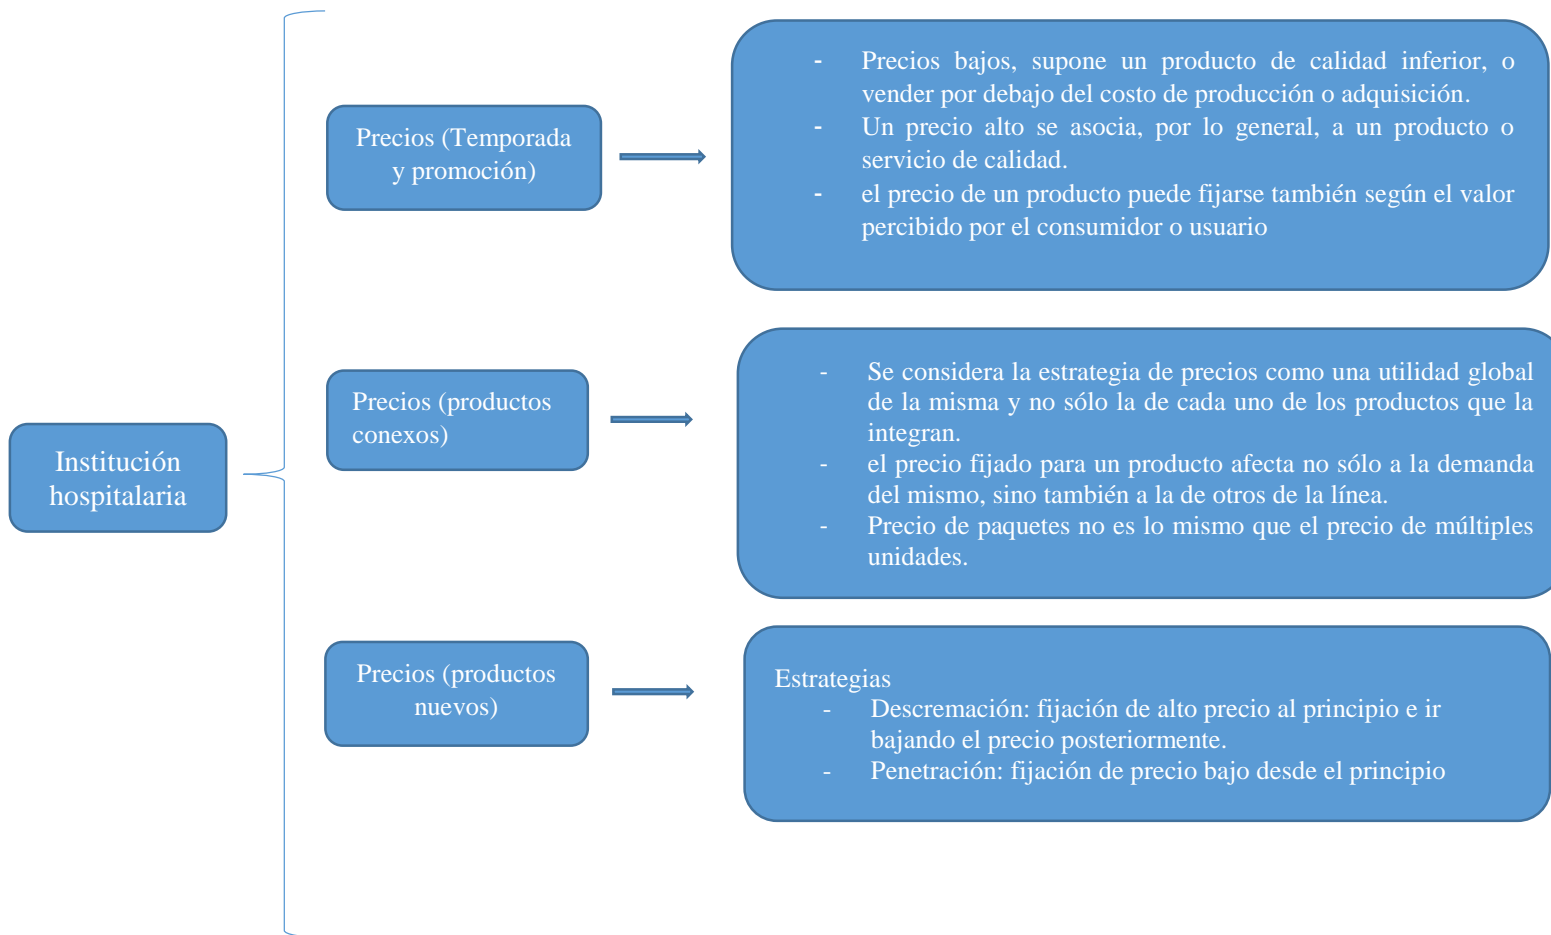 Institución
hospitalaria
Precios (Temporada
y promoción)
- Precios bajos, supone un producto de calidad inferior, o
vender por debajo del costo de producción o adquisición.
- Un precio alto se asocia, por lo general, a un producto o
servicio de calidad.
- el precio de un producto puede fijarse también según el valor
percibido por el consumidor o usuario
Precios (productos
conexos)
- Se considera la estrategia de precios como una utilidad global
de la misma y no sólo la de cada uno de los productos que la
integran.
- el precio fijado para un producto afecta no sólo a la demanda
del mismo, sino también a la de otros de la línea.
- Precio de paquetes no es lo mismo que el precio de múltiples
unidades.
Precios (productos
nuevos)
Estrategias
- Descremación: fijación de alto precio al principio e ir
bajando el precio posteriormente.
- Penetración: fijación de precio bajo desde el principio